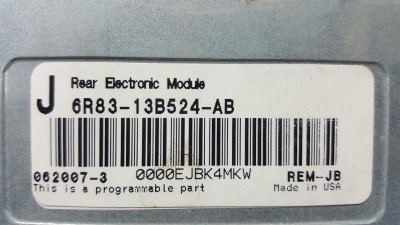 Rear Electronic Module
J 6R83-13B524-AB
062007-3 0000EJBK4MKW REM-JB
This is a programmable part Made in USA